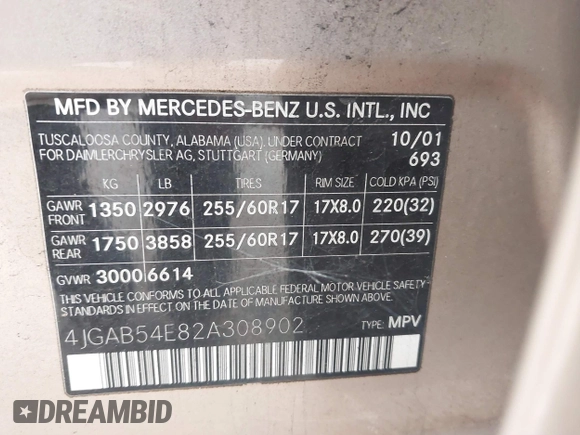 MFD BY MERCEDES-BENZ U.S. INTL., INC
TUSCALOOSA COUNTY, ALABAMA (USA), UNDER CONTRACT 10/01
FOR DAIMLERCHRYSLER AG, STUTTGART (GERMANY) 693
KG LB TIRES RIM SIZE COLD KPA (PSI)
GAWR FRONT 1350 2976 255/60R17 17X8.0 220(32)
GAWR REAR 1750 3858 255/60R17 17X8.0 270(39)
GVWR 3000 6614
THIS VEHICLE CONFORMS TO ALL APPLICABLE FEDERAL MOTOR VEHICLE SAFETY
STANDARDS IN EFFECT ON THE DATE OF MANUFACTURE SHOWN ABOVE.
4JGAB54E82A308902 TYPE: MPV
DREAMBID